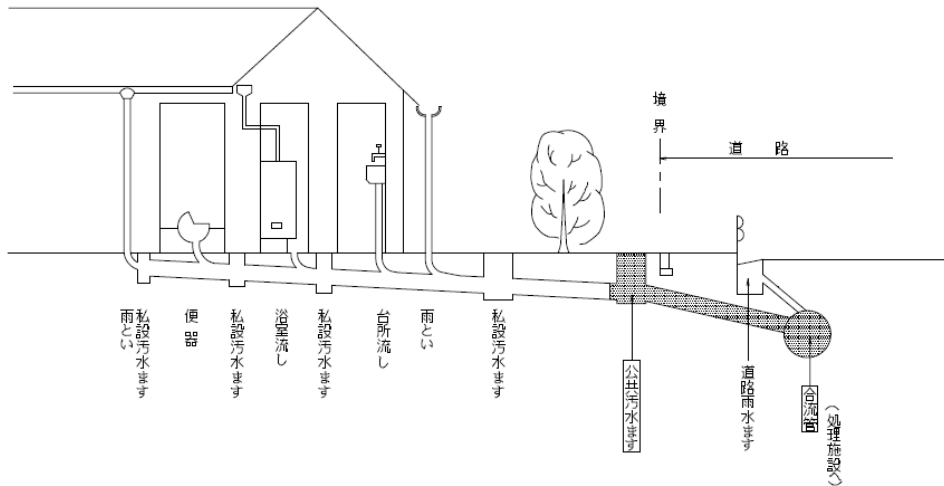 境界
道路
雨とい
私設汚水ます
便器
私設汚水ます
浴室流し
私設汚水ます
台所流し
雨とい
私設汚水ます
公共汚水ます
道路雨水ます
合流管
(処理施設へ)